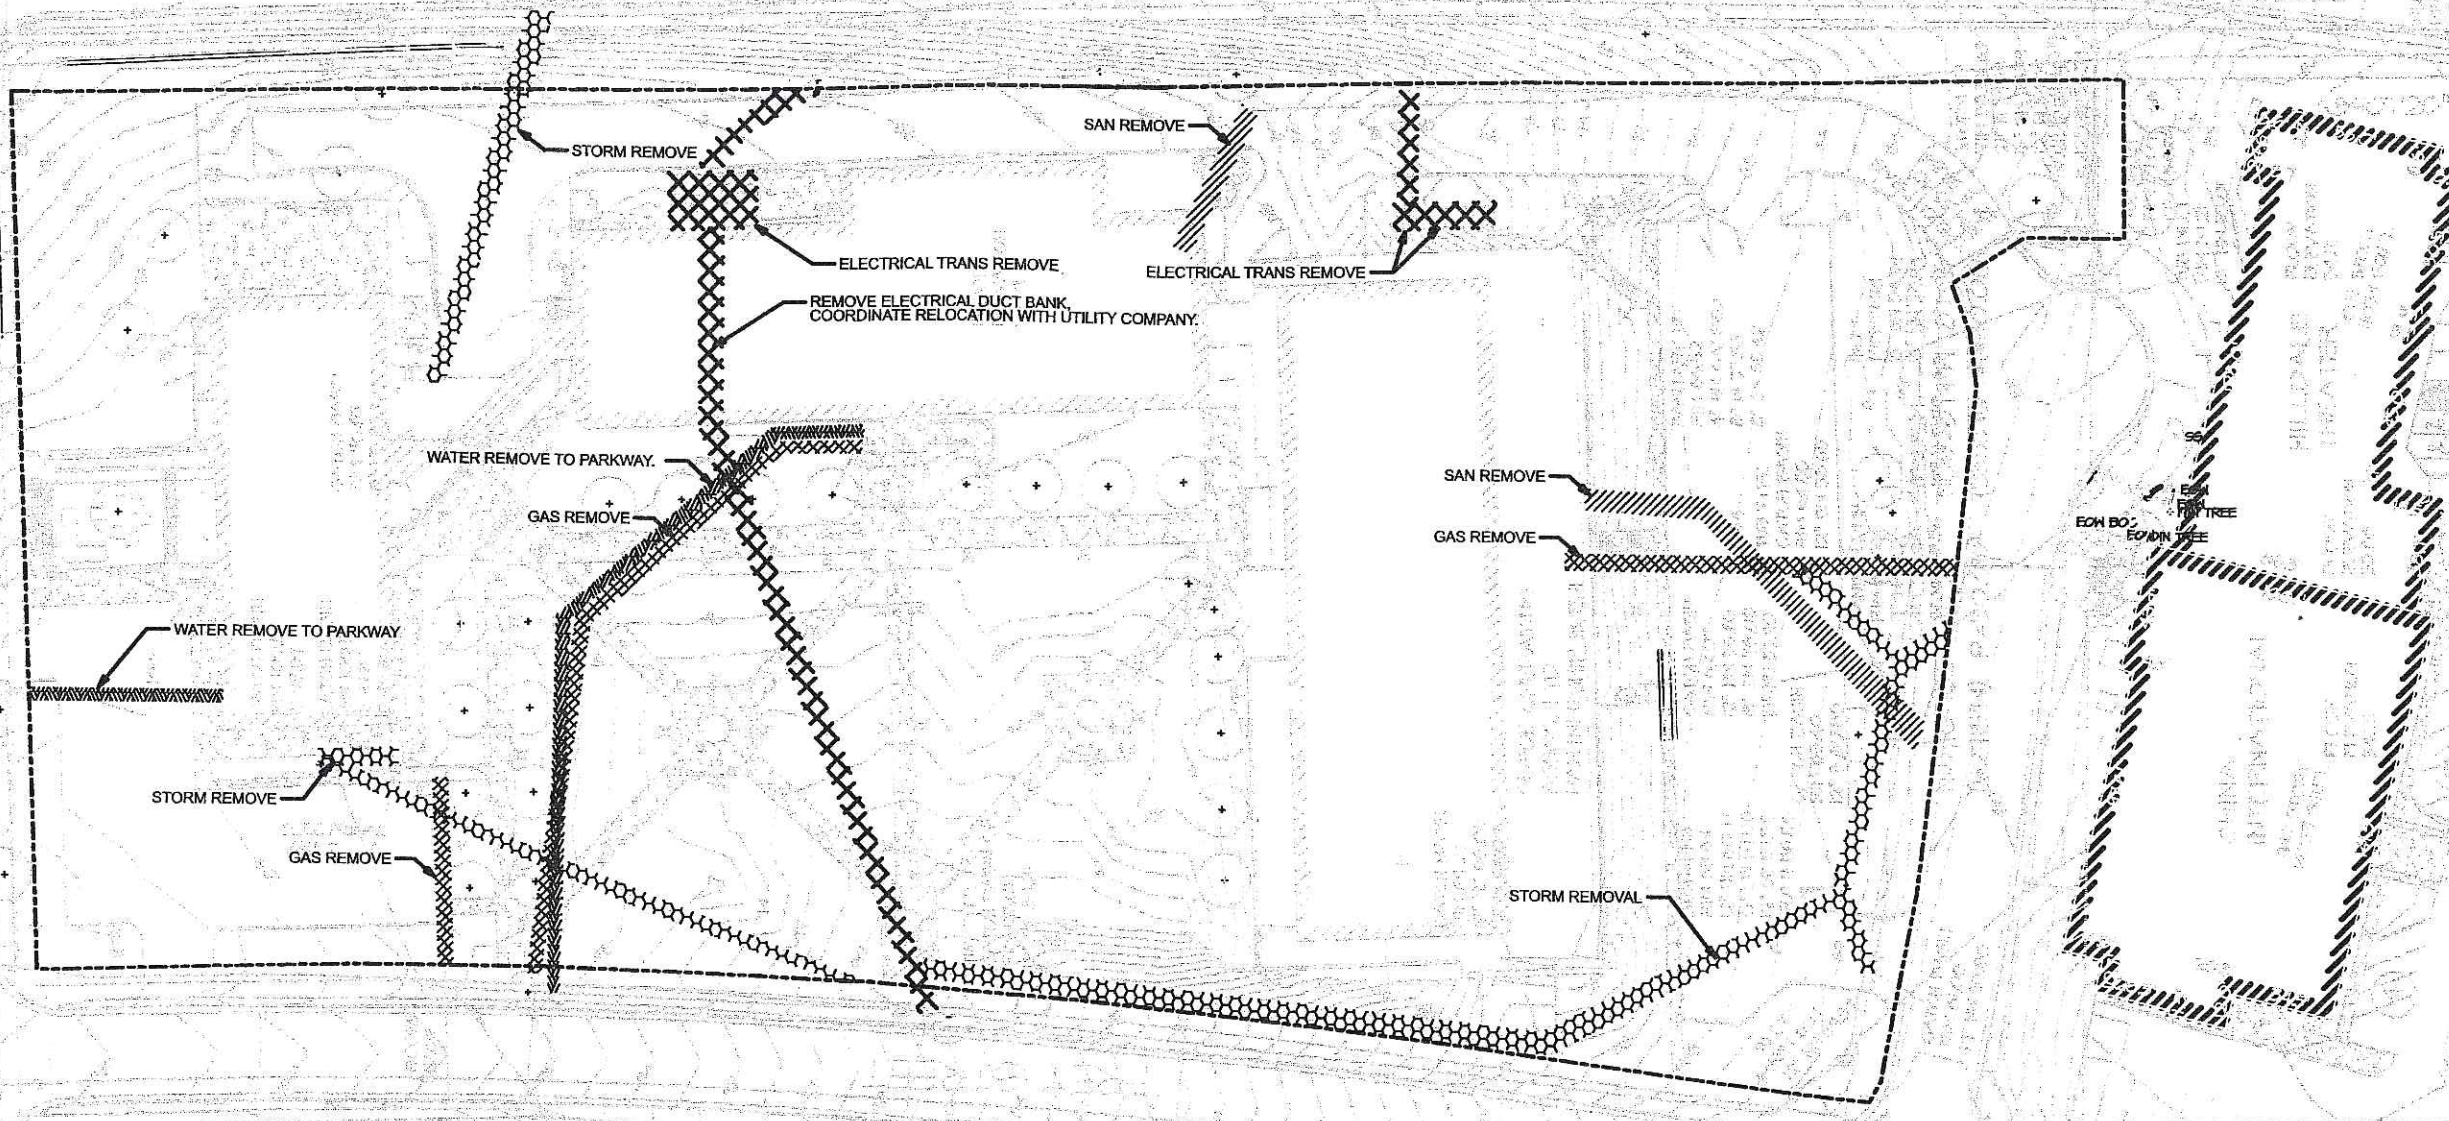 STORM REMOVE
SAN REMOVE
ELECTRICAL TRANS REMOVE
ELECTRICAL TRANS REMOVE
REMOVE ELECTRICAL DUCT BANK,
COORDINATE RELOCATION WITH UTILITY COMPANY.
WATER REMOVE TO PARKWAY.
GAS REMOVE
SAN REMOVE
GAS REMOVE
TREE
TREE
WATER REMOVE TO PARKWAY
STORM REMOVE
GAS REMOVE
STORM REMOVAL